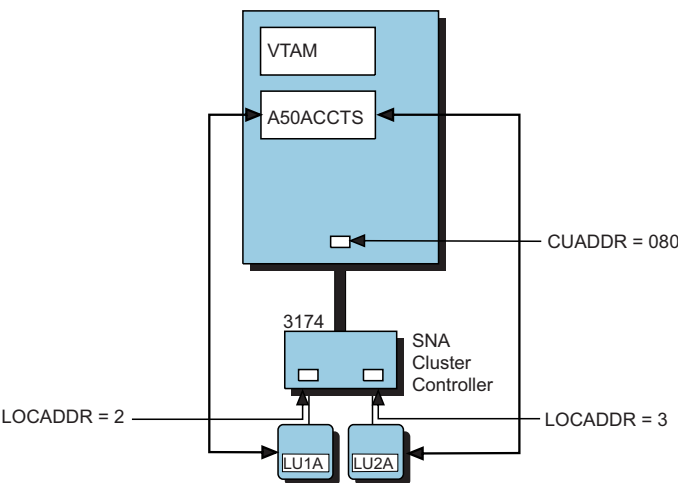 VTAM
A50ACCTS
CUADDR = 080
3174
SNA
Cluster
Controller
LOCADDR = 2
LOCADDR = 3
LU1A
LU2A